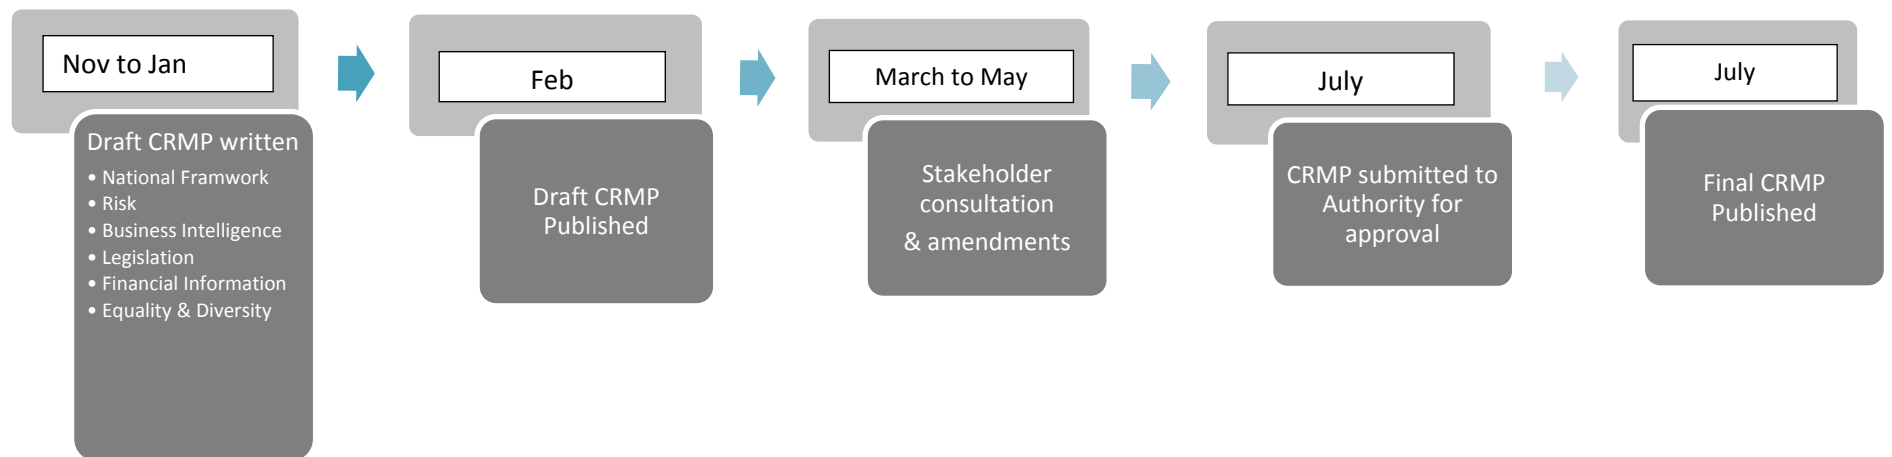 Nov to Jan
Draft CRMP written
• National Framwork
• Risk
• Business Intelligence
• Legislation
• Financial Information
• Equality & Diversity
Feb
Draft CRMP
Published
March to May
Stakeholder
consultation
& amendments
July
CRMP submitted to
Authority for
approval
July
Final CRMP
Published